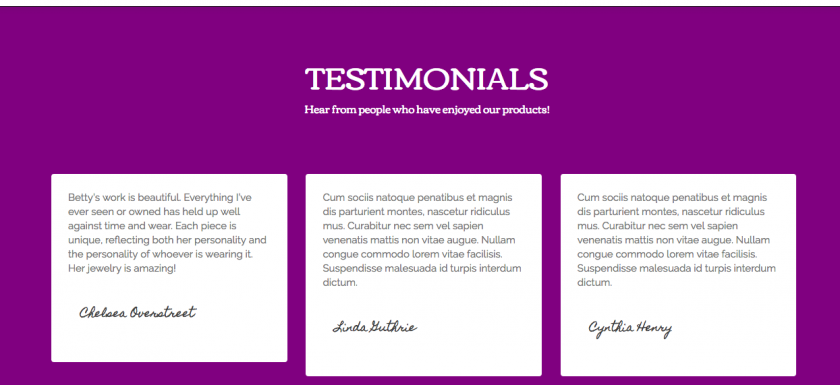 TESTIMONIALS
Hear from people who have enjoyed our products!
Betty's work is beautiful. Everything I've
ever seen or owned has held up well
against time and wear. Each piece is
unique, reflecting both her personality and
the personality of whoever is wearing it.
Her jewelry is amazing!
Chelsea Overstreet
Cum sociis natoque penatibus et magnis
dis parturient montes, nascetur ridiculus
mus. Curabitur nec sem vel sapien
venenatis mattis non vitae augue. Nullam
congue commodo lorem vitae facilisis.
Suspendisse malesuada id turpis interdum
dictum.
Linda Guthrie
Cum sociis natoque penatibus et magnis
dis parturient montes, nascetur ridiculus
mus. Curabitur nec sem vel sapien
venenatis mattis non vitae augue. Nullam
congue commodo lorem vitae facilisis.
Suspendisse malesuada id turpis interdum
dictum.
Cynthia Henry